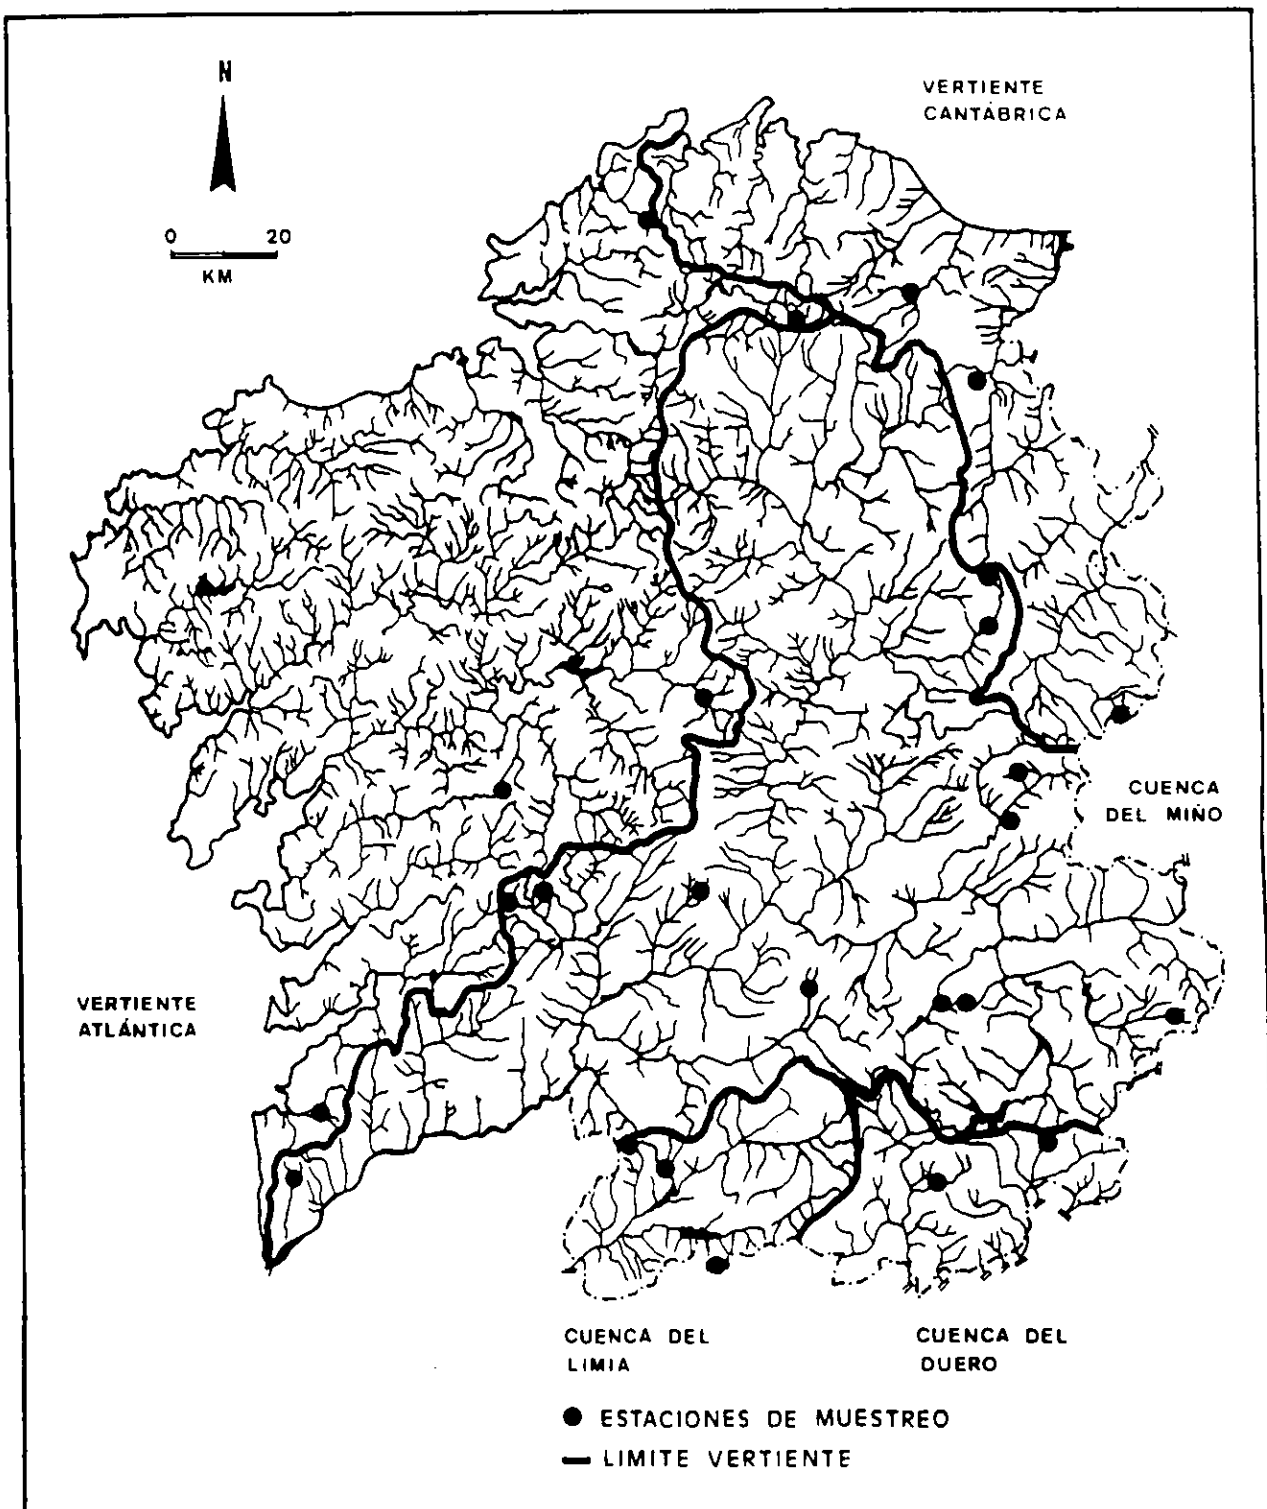 N
VERTIENTE
CANTÁBRICA
0 20
KM
CUENCA
DEL MIÑO
VERTIENTE
ATLÁNTICA
CUENCA DEL
LIMIA
CUENCA DEL
DUERO
ESTACIONES DE MUESTREO
LIMITE VERTIENTE